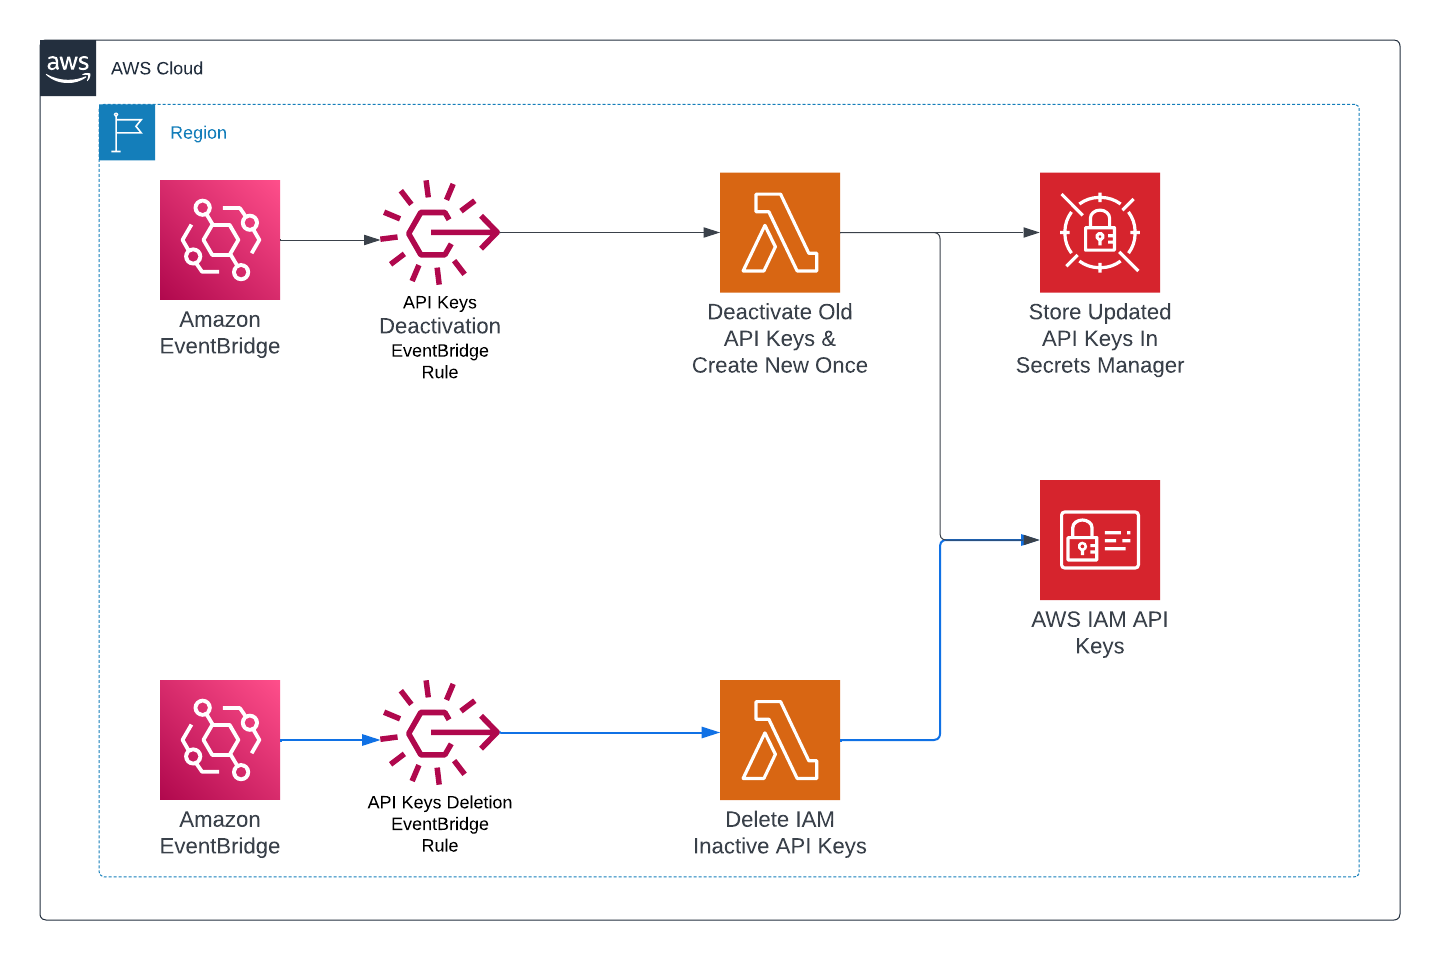 aws
AWS Cloud
Region
Amazon
EventBridge
API Keys
Deactivation
EventBridge
Rule
Deactivate Old
API Keys &
Create New Once
Store Updated
API Keys In
Secrets Manager
AWS IAM API
Keys
Amazon
EventBridge
API Keys Deletion
EventBridge
Rule
Delete IAM
Inactive API Keys